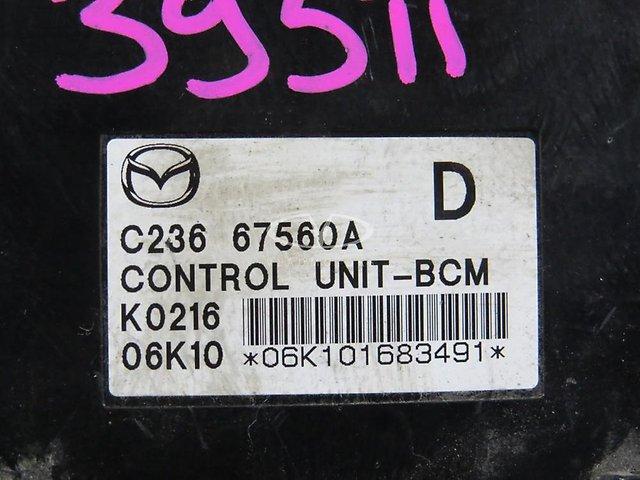 39511
D
C236 67560A
CONTROL UNIT-BCM
K0216
06K10 *06K101683491*